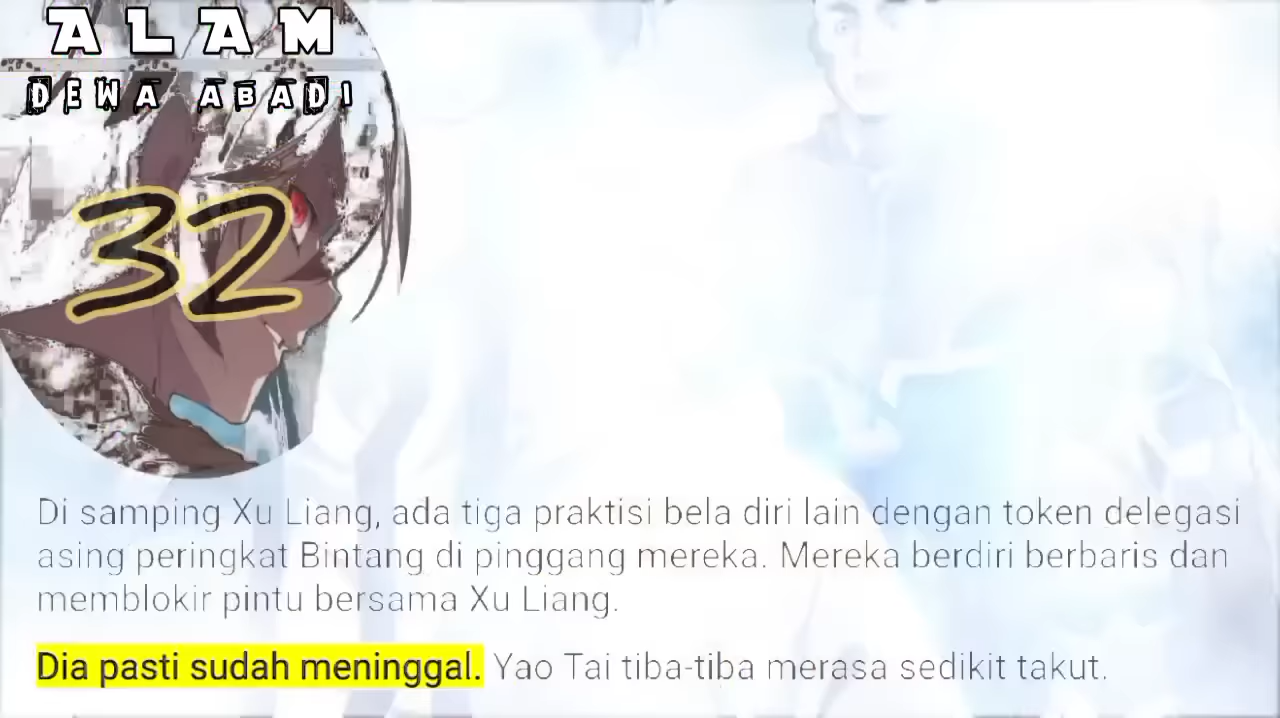 ALAM
DEWA ABADI
32
Di samping Xu Liang, ada tiga praktisi bela diri lain dengan token delegasi
asing peringkat Bintang di pinggang mereka. Mereka berdiri berbaris dan
memblokir pintu bersama Xu Liang.
Dia pasti sudah meninggal. Yao Tai tiba-tiba merasa sedikit takut.